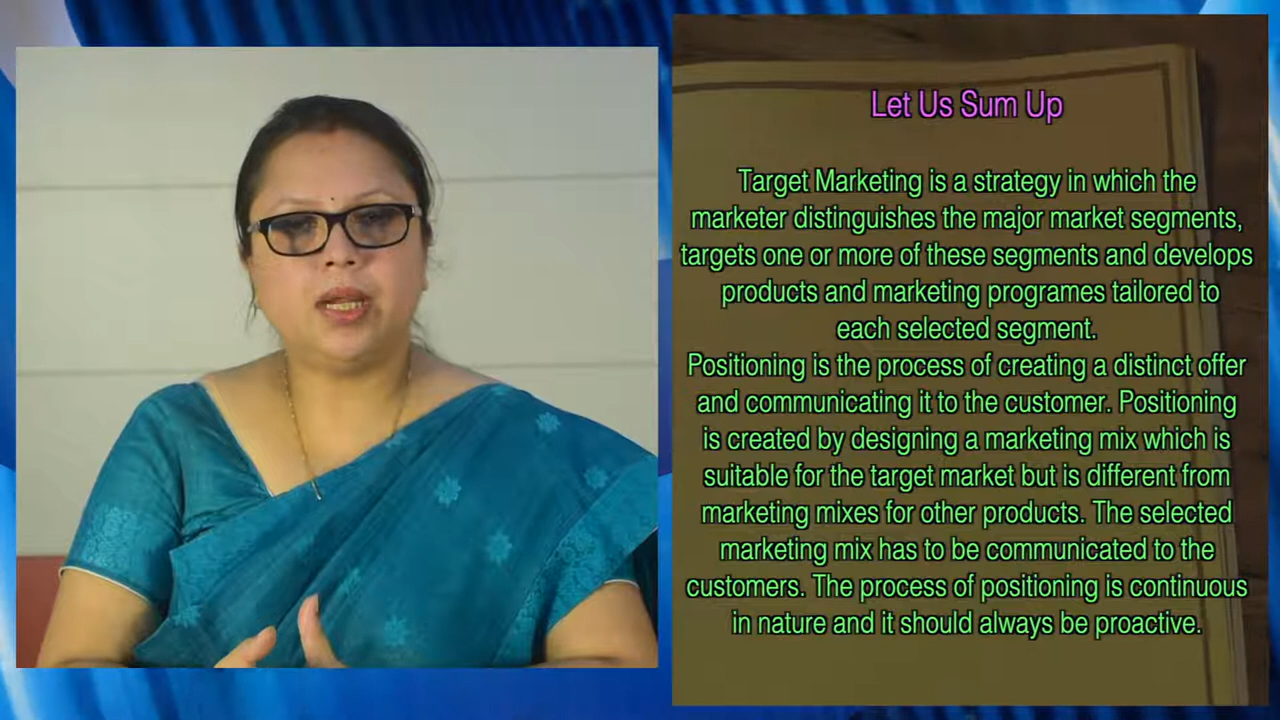 Let Us Sum Up
Target Marketing is a strategy in which the
marketer distinguishes the major market segments,
targets one or more of these segments and develops
products and marketing programes tailored to
each selected segment.
Positioning is the process of creating a distinct offer
and communicating it to the customer. Positioning
is created by designing a marketing mix which is
suitable for the target market but is different from
marketing mixes for other products. The selected
marketing mix has to be communicated to the
customers. The process of positioning is continuous
in nature and it should always be proactive.